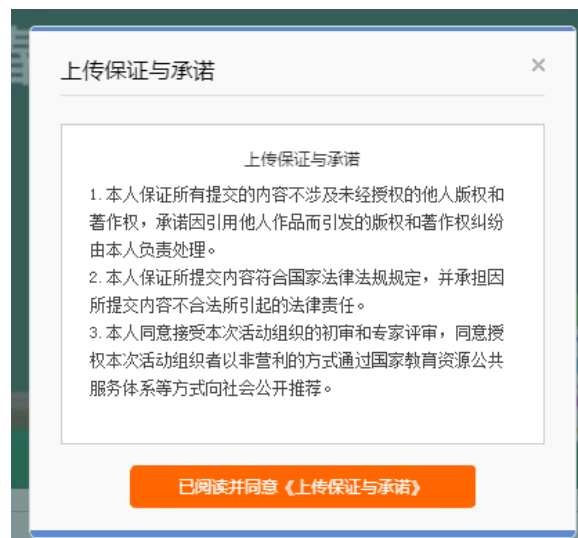 上传保证与承诺
×
上传保证与承诺
1.本人保证所有提交的内容不涉及未经授权的他人版权和
著作权，承诺因引用他人作品而引发的版权和著作权纠纷
由本人负责处理。
2.本人保证所提交内容符合国家法律法规规定，并承担因
所提交内容不合法所引起的法律责任。
3.本人同意接受本次活动组织的初审和专家评审，同意授
权本次活动组织者以非营利的方式通过国家教育资源公共
服务体系等方式向社会公开推荐。
已阅读并同意《上传保证与承诺》